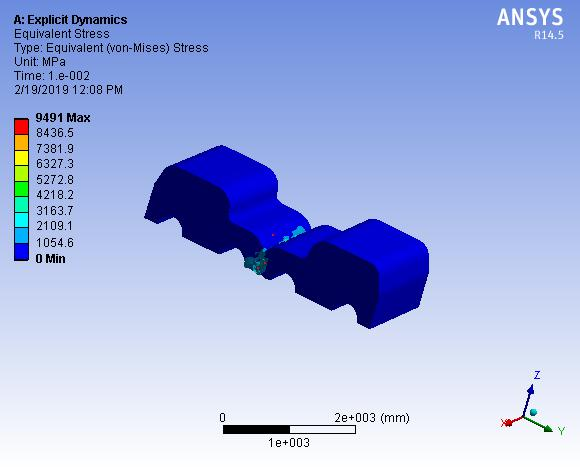 A: Explicit Dynamics
Equivalent Stress
Type: Equivalent (von-Mises) Stress
Unit: MPa
Time: 1.e-002
2/19/2019 12:08 PM
ANSYS
R14.5
9491 Max
8436.5
7381.9
6327.3
5272.8
4218.2
3163.7
2109.1
1054.6
0 Min
0 2e+003 (mm)
1e+003
Z
X
Y